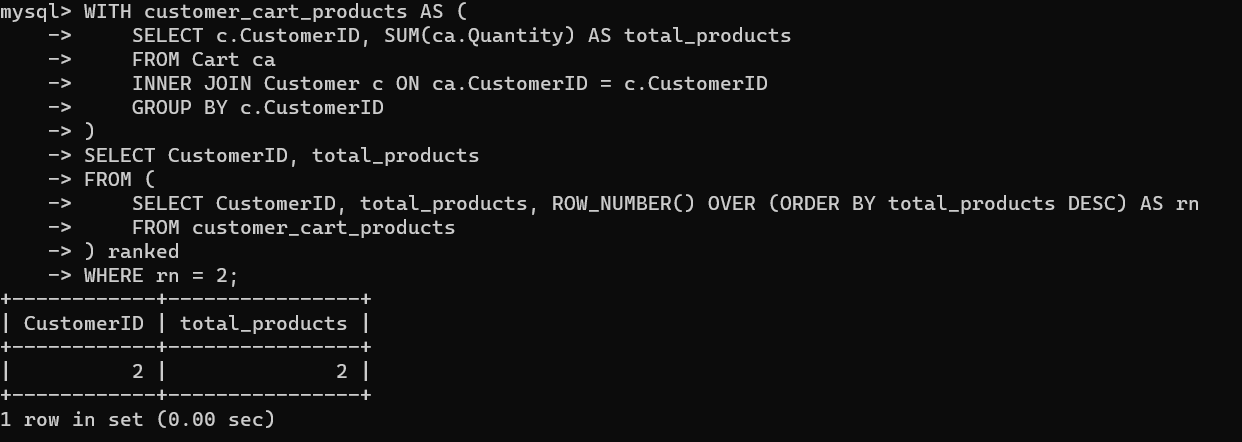 mysql> WITH customer_cart_products AS (
    ->     SELECT c.CustomerID, SUM(ca.Quantity) AS total_products
    ->     FROM Cart ca
    ->     INNER JOIN Customer c ON ca.CustomerID = c.CustomerID
    ->     GROUP BY c.CustomerID
    -> )
    -> SELECT CustomerID, total_products
    -> FROM (
    ->     SELECT CustomerID, total_products, ROW_NUMBER() OVER (ORDER BY total_products DESC) AS rn
    ->     FROM customer_cart_products
    -> ) ranked
    -> WHERE rn = 2;
+------------+----------------+
| CustomerID | total_products |
+------------+----------------+
|          2 |              2 |
+------------+----------------+
1 row in set (0.00 sec)